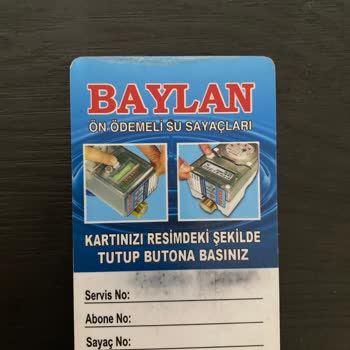 BAYLAN
ÖN ÖDEMELİ SU SAYAÇLARI
KARTINIZI RESİMDEKİ ŞEKİLDE
TUTUP BUTONA BASINIZ
Servis No:
Abone No:
Sayaç No: